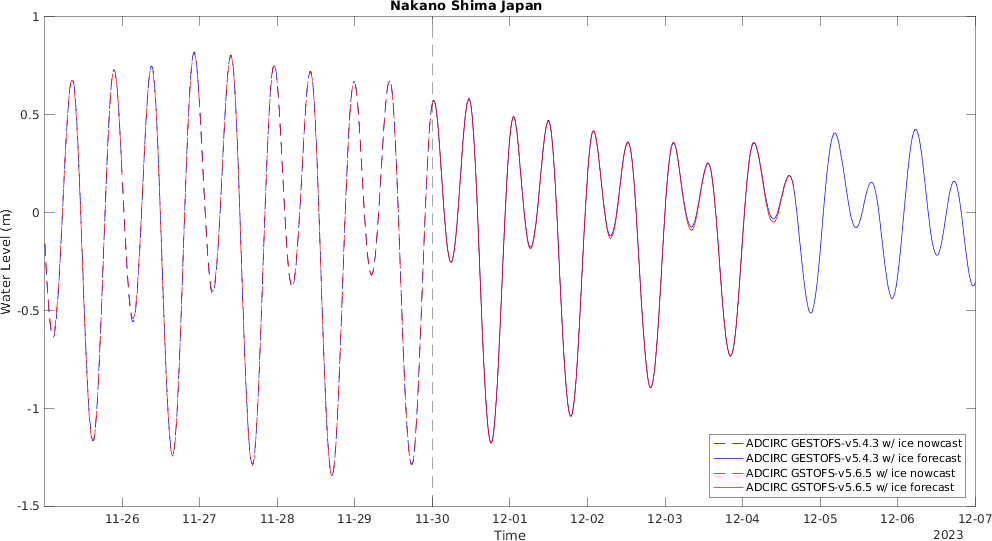 Nakano Shima Japan
1
0.5
0
-0.5
-1
-1.5
Water Level (m)
11-26
11-27
11-28
11-29
11-30
12-01
12-02
12-03
12-04
12-05
12-06
12-07
Time
2023
ADCIRC GESTOFS-v5.4.3 w/ ice nowcast
ADCIRC GESTOFS-v5.4.3 w/ ice forecast
ADCIRC GSTOFS-v5.6.5 w/ ice nowcast
ADCIRC GSTOFS-v5.6.5 w/ ice forecast